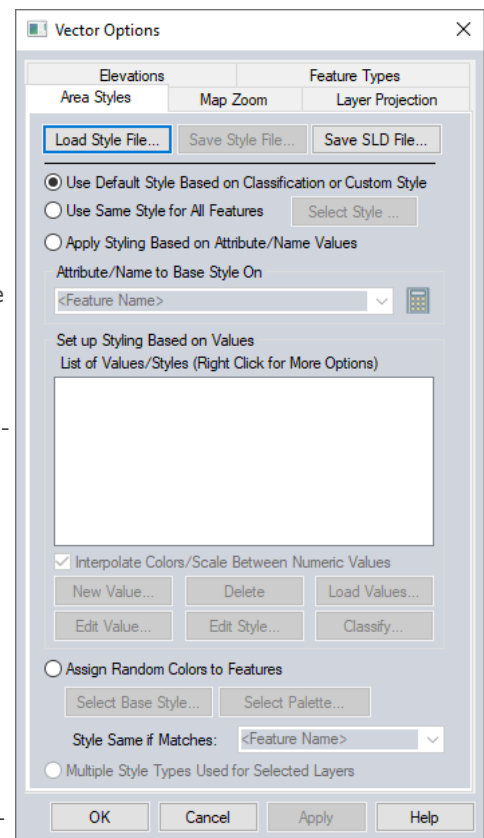 Vector Options
Elevations Feature Types
Area Styles Map Zoom Layer Projection
Load Style File... Save Style File... Save SLD File...
Use Default Style Based on Classification or Custom Style
Use Same Style for All Features Select Style ...
Apply Styling Based on Attribute/Name Values
Attribute/Name to Base Style On
<Feature Name>
Set up Styling Based on Values
List of Values/Styles (Right Click for More Options)
Interpolate Colors/Scale Between Numeric Values
New Value... Delete Load Values...
Edit Value... Edit Style... Classify...
Assign Random Colors to Features
Select Base Style... Select Palette...
Style Same if Matches: <Feature Name>
Multiple Style Types Used for Selected Layers
OK Cancel Apply Help